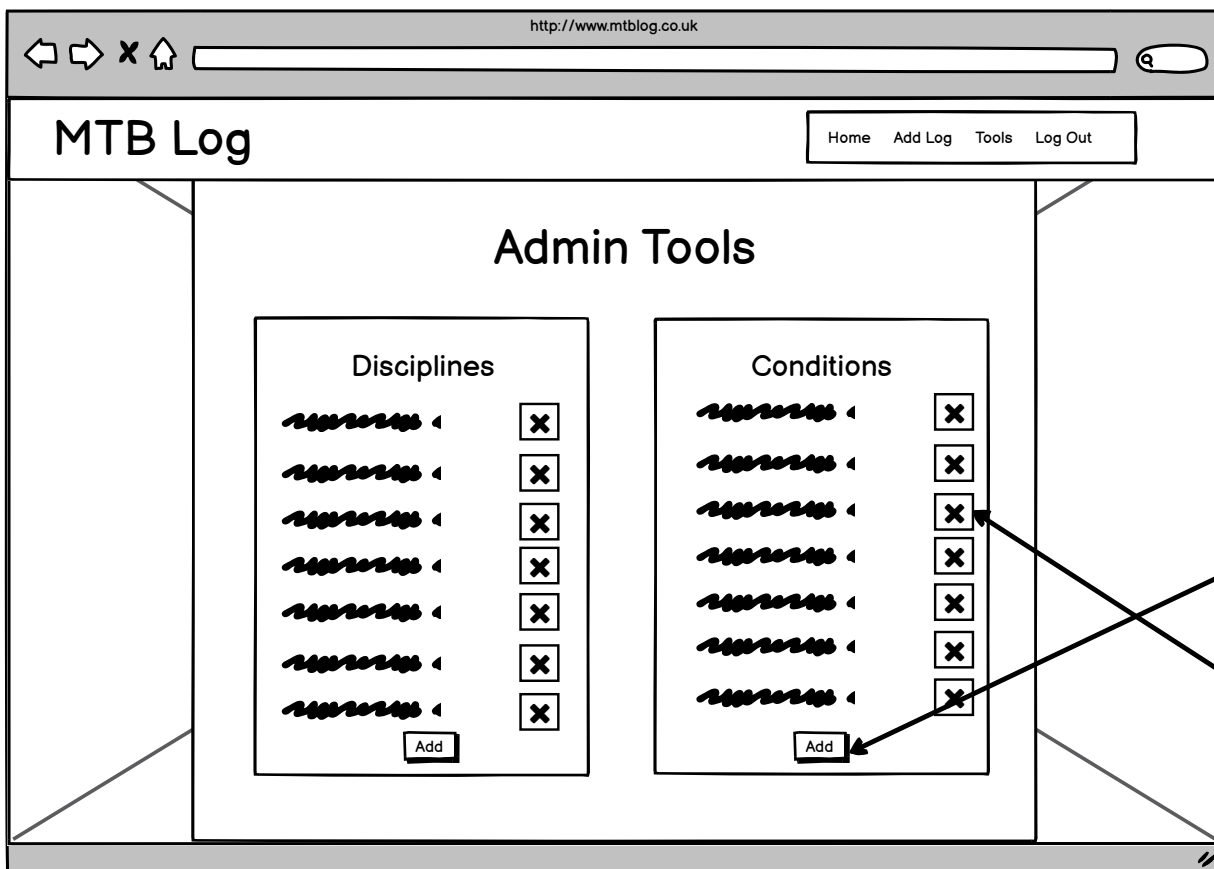 http://www.mtblog.co.uk
MTB Log
Home Add Log Tools Log Out
Admin Tools
Disciplines
Add
Conditions
Add